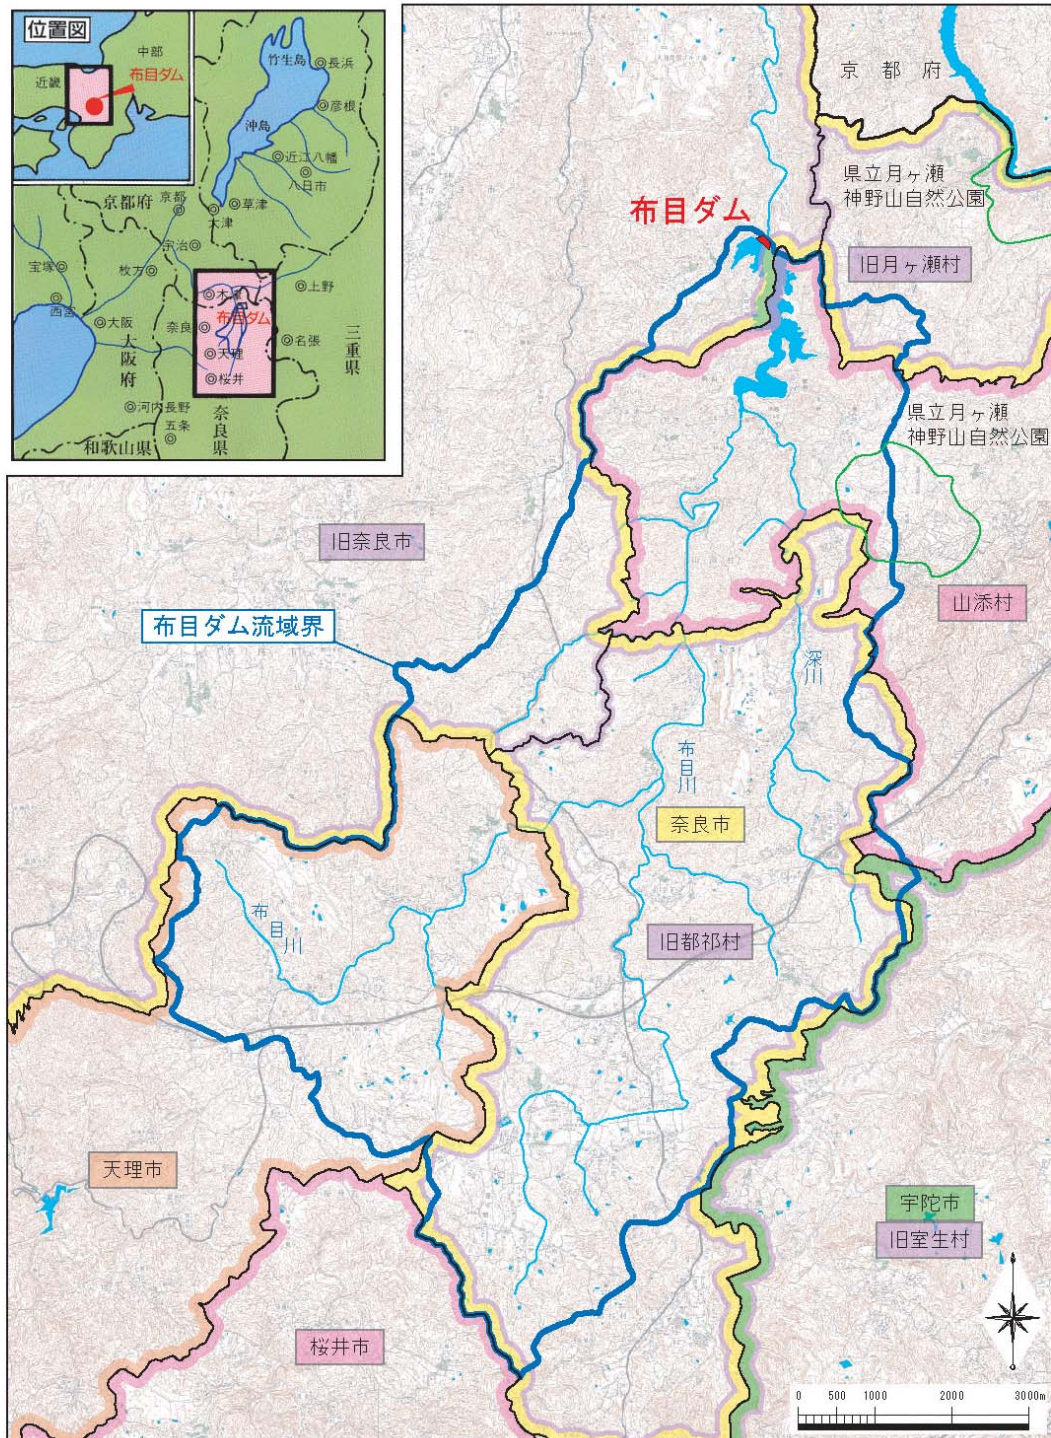 位置図
中部
近畿
布目ダム
竹生島
長浜
彦根
沖島
近江八幡
八日市
京都府
京都
草津
大津
宇治
宝塚
枚方
上野
西宮
木津
布目ダム
大阪
奈良
名張
大阪府
天理
三重県
桜井
河内長野
奈良県
五条
和歌山県
京都府
県立月ヶ瀬
神野山自然公園
布目ダム
旧月ヶ瀬村
県立月ヶ瀬
神野山自然公園
旧奈良市
山添村
布目ダム流域界
深川
布目川
奈良市
布目川
旧都祁村
天理市
宇陀市
旧室生村
桜井市
0 500 1000 2000 3000m